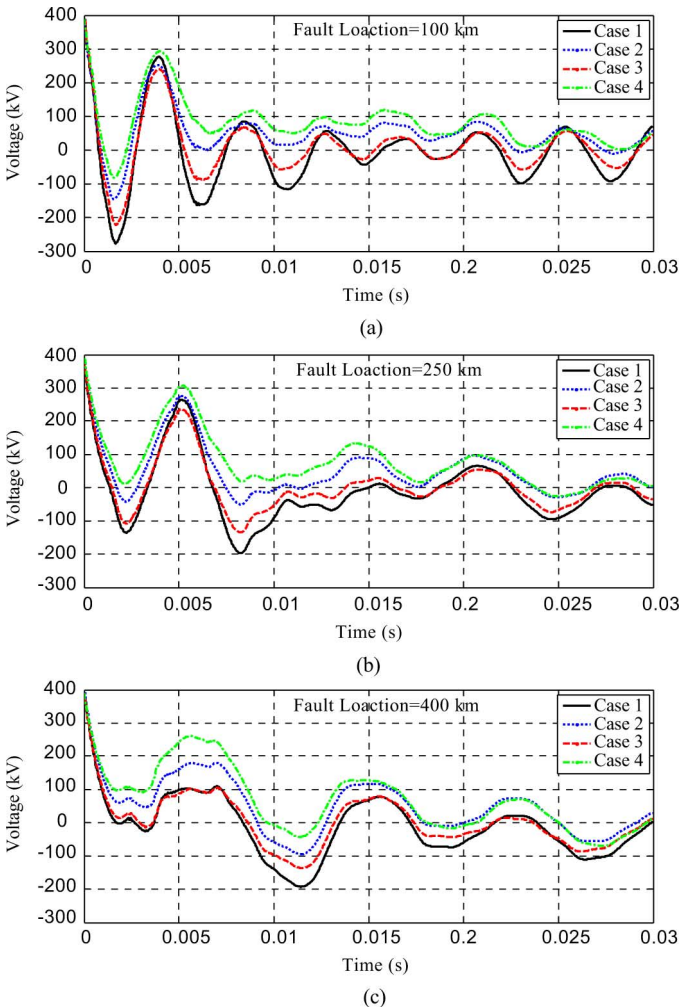 (a)
400
300
200
100
0
-100
-200
-300
Voltage (kV)
Fault Loaction=100 km
Case 1
Case 2
Case 3
Case 4
0
0.005
0.01
0.015
0.2
0.025
0.03
Time (s)
(a)
400
300
200
100
0
-100
-200
-300
Voltage (kV)
Fault Loaction=250 km
Case 1
Case 2
Case 3
Case 4
0
0.005
0.01
0.015
0.2
0.025
0.03
Time (s)
(b)
400
300
200
100
0
-100
-200
-300
Voltage (kV)
Fault Loaction=400 km
Case 1
Case 2
Case 3
Case 4
0
0.005
0.01
0.015
0.2
0.025
0.03
Time (s)
(c)